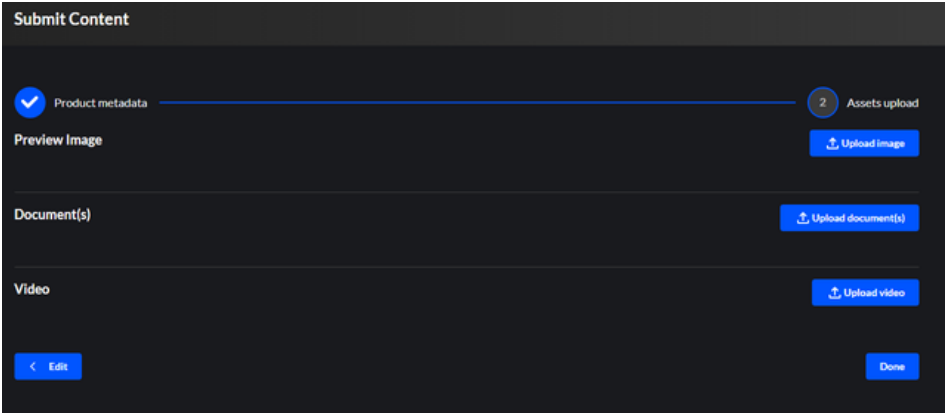 Submit Content
Product metadata
2 Assets upload
Preview Image
Upload image
Document(s)
Upload document(s)
Video
Upload video
Edit
Done